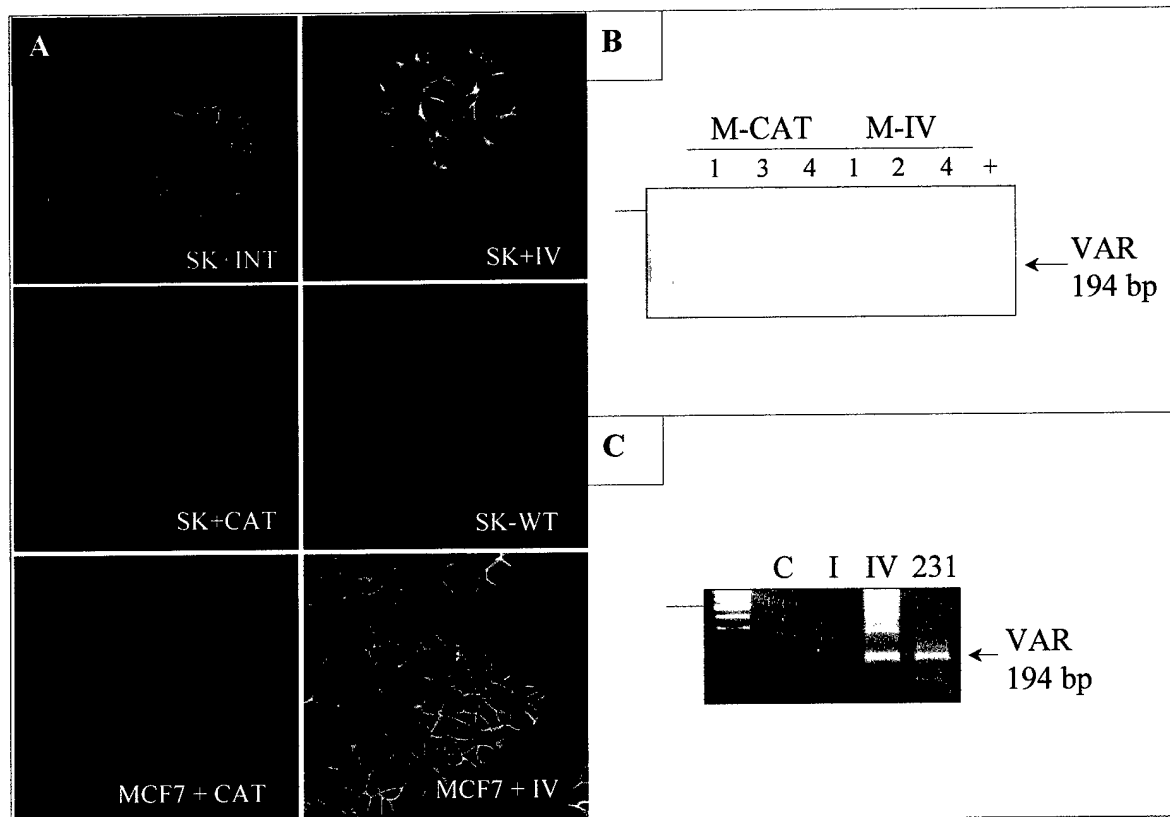 A
SK · INT
SK+IV
SK+CAT
SK-WT
MCF7 + CAT
MCF7 + IV
B
M-CAT M-IV
1 3 4 1 2 4 +
VAR
194 bp
C
C I IV 231
VAR
194 bp